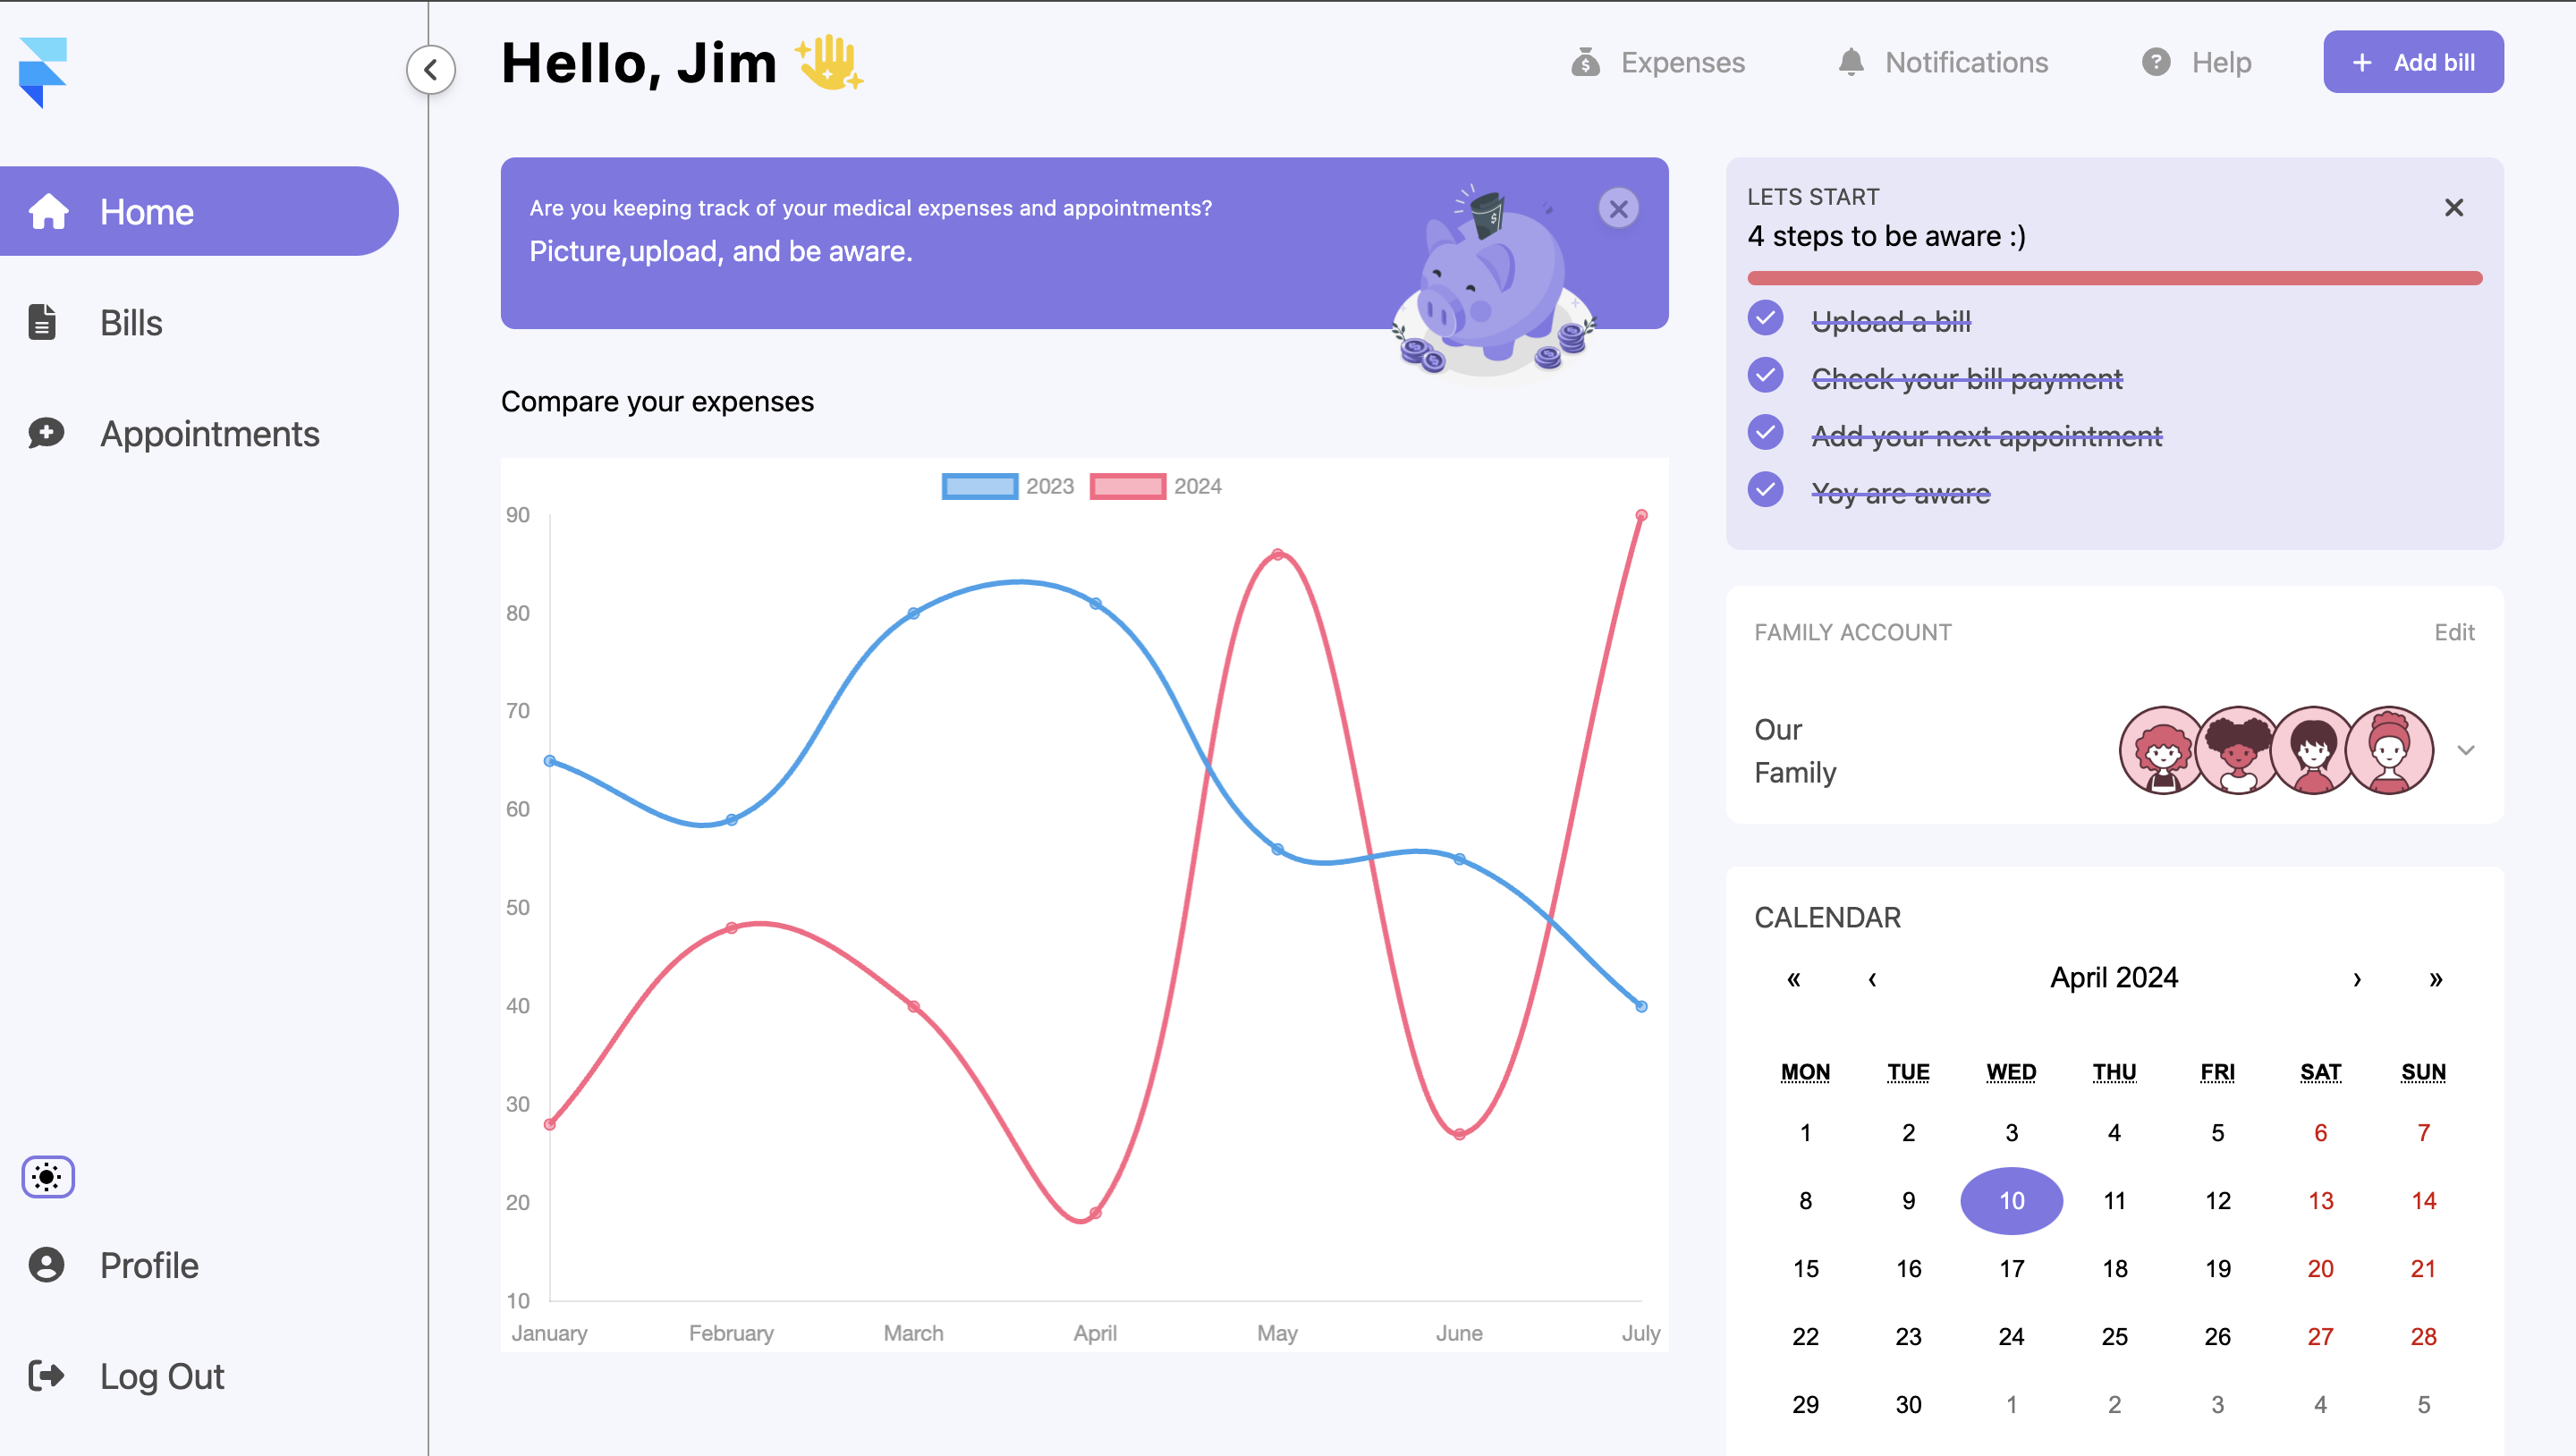 Hello, Jim
Expenses
Notifications
Help
+ Add bill
Home
Bills
Appointments
Profile
Log Out
Are you keeping track of your medical expenses and appointments?
Picture,upload, and be aware.
Compare your expenses
2023 2024
90
80
70
60
50
40
30
20
10
January February March April May June July
LETS START
4 steps to be aware :)
Upload a bill
Check your bill payment
Add your next appointment
Yoy are aware
FAMILY ACCOUNT
Edit
Our
Family
CALENDAR
« ‹ April 2024 › »
MON TUE WED THU FRI SAT SUN
1 2 3 4 5 6 7
8 9 10 11 12 13 14
15 16 17 18 19 20 21
22 23 24 25 26 27 28
29 30 1 2 3 4 5